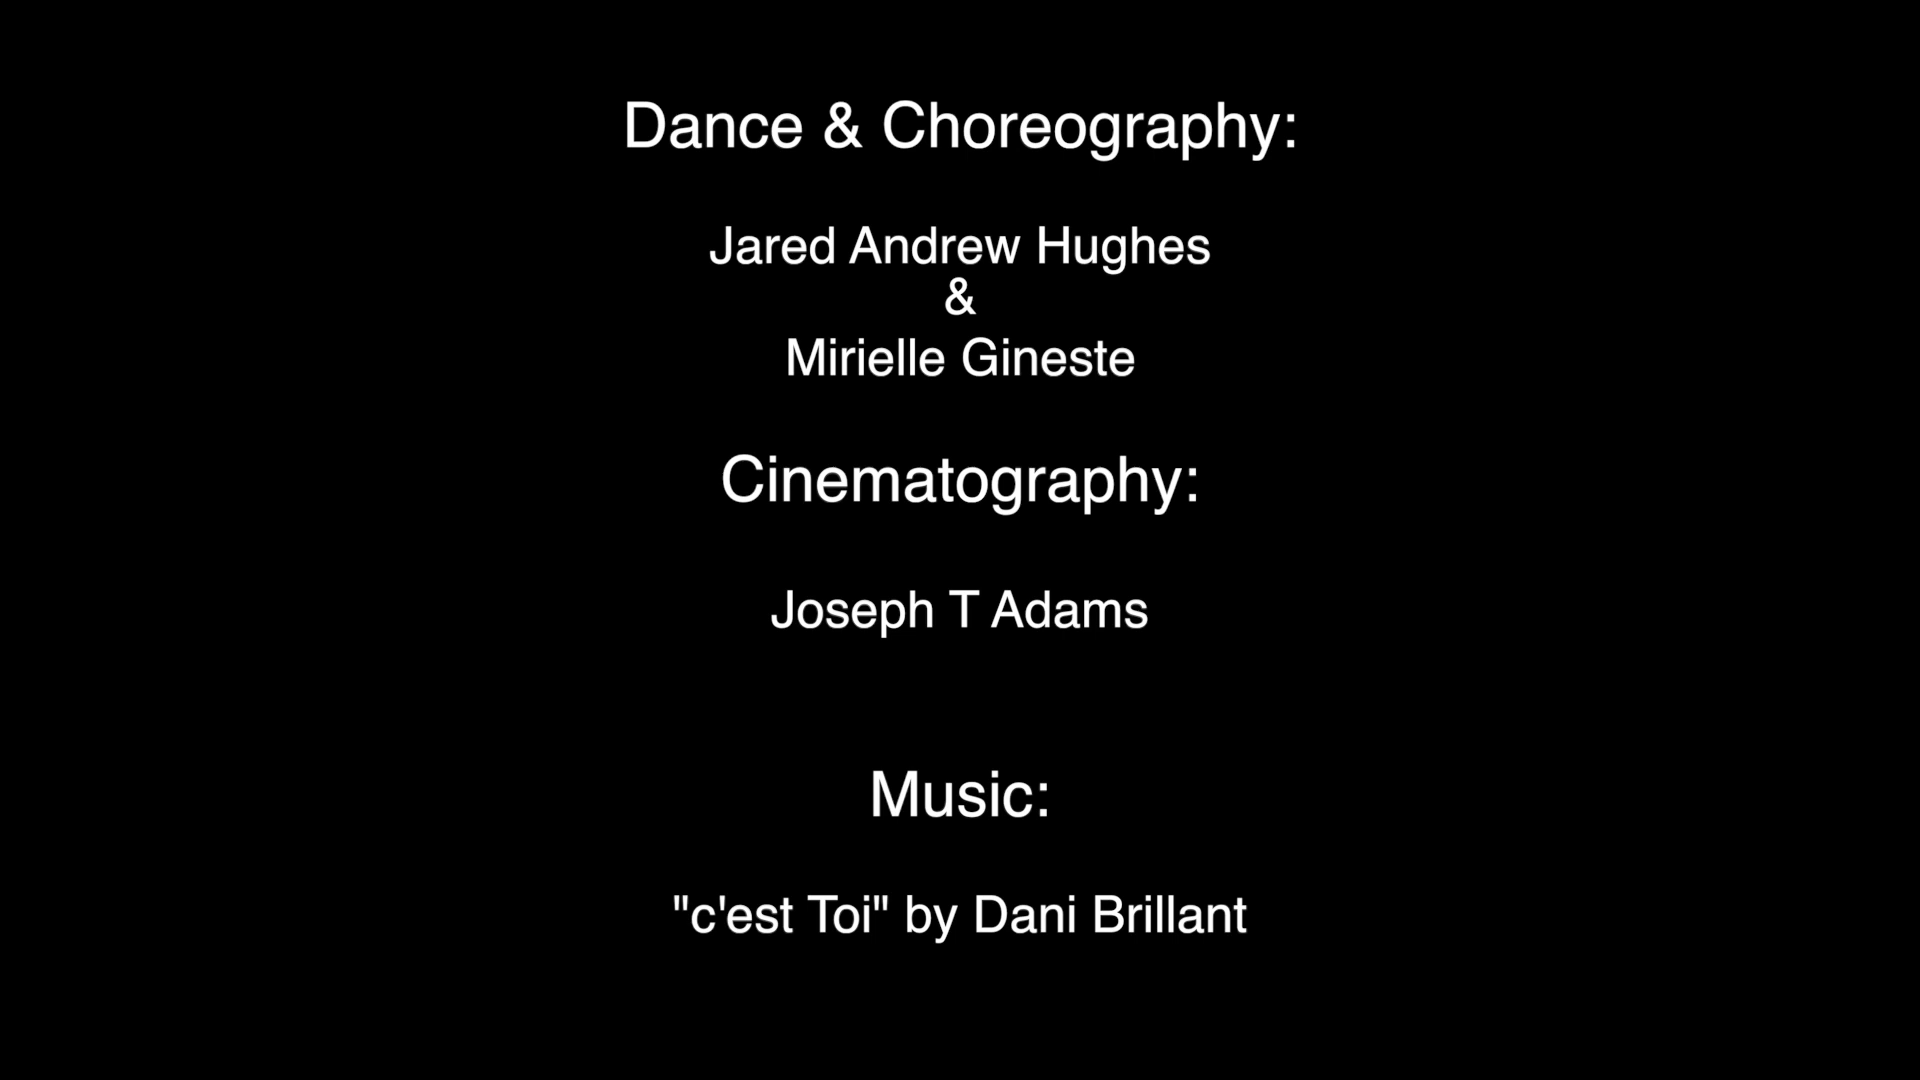 Dance & Choreography:
Jared Andrew Hughes
&
Mirielle Gineste
Cinematography:
Joseph T Adams
Music:
"c'est Toi" by Dani Brillant